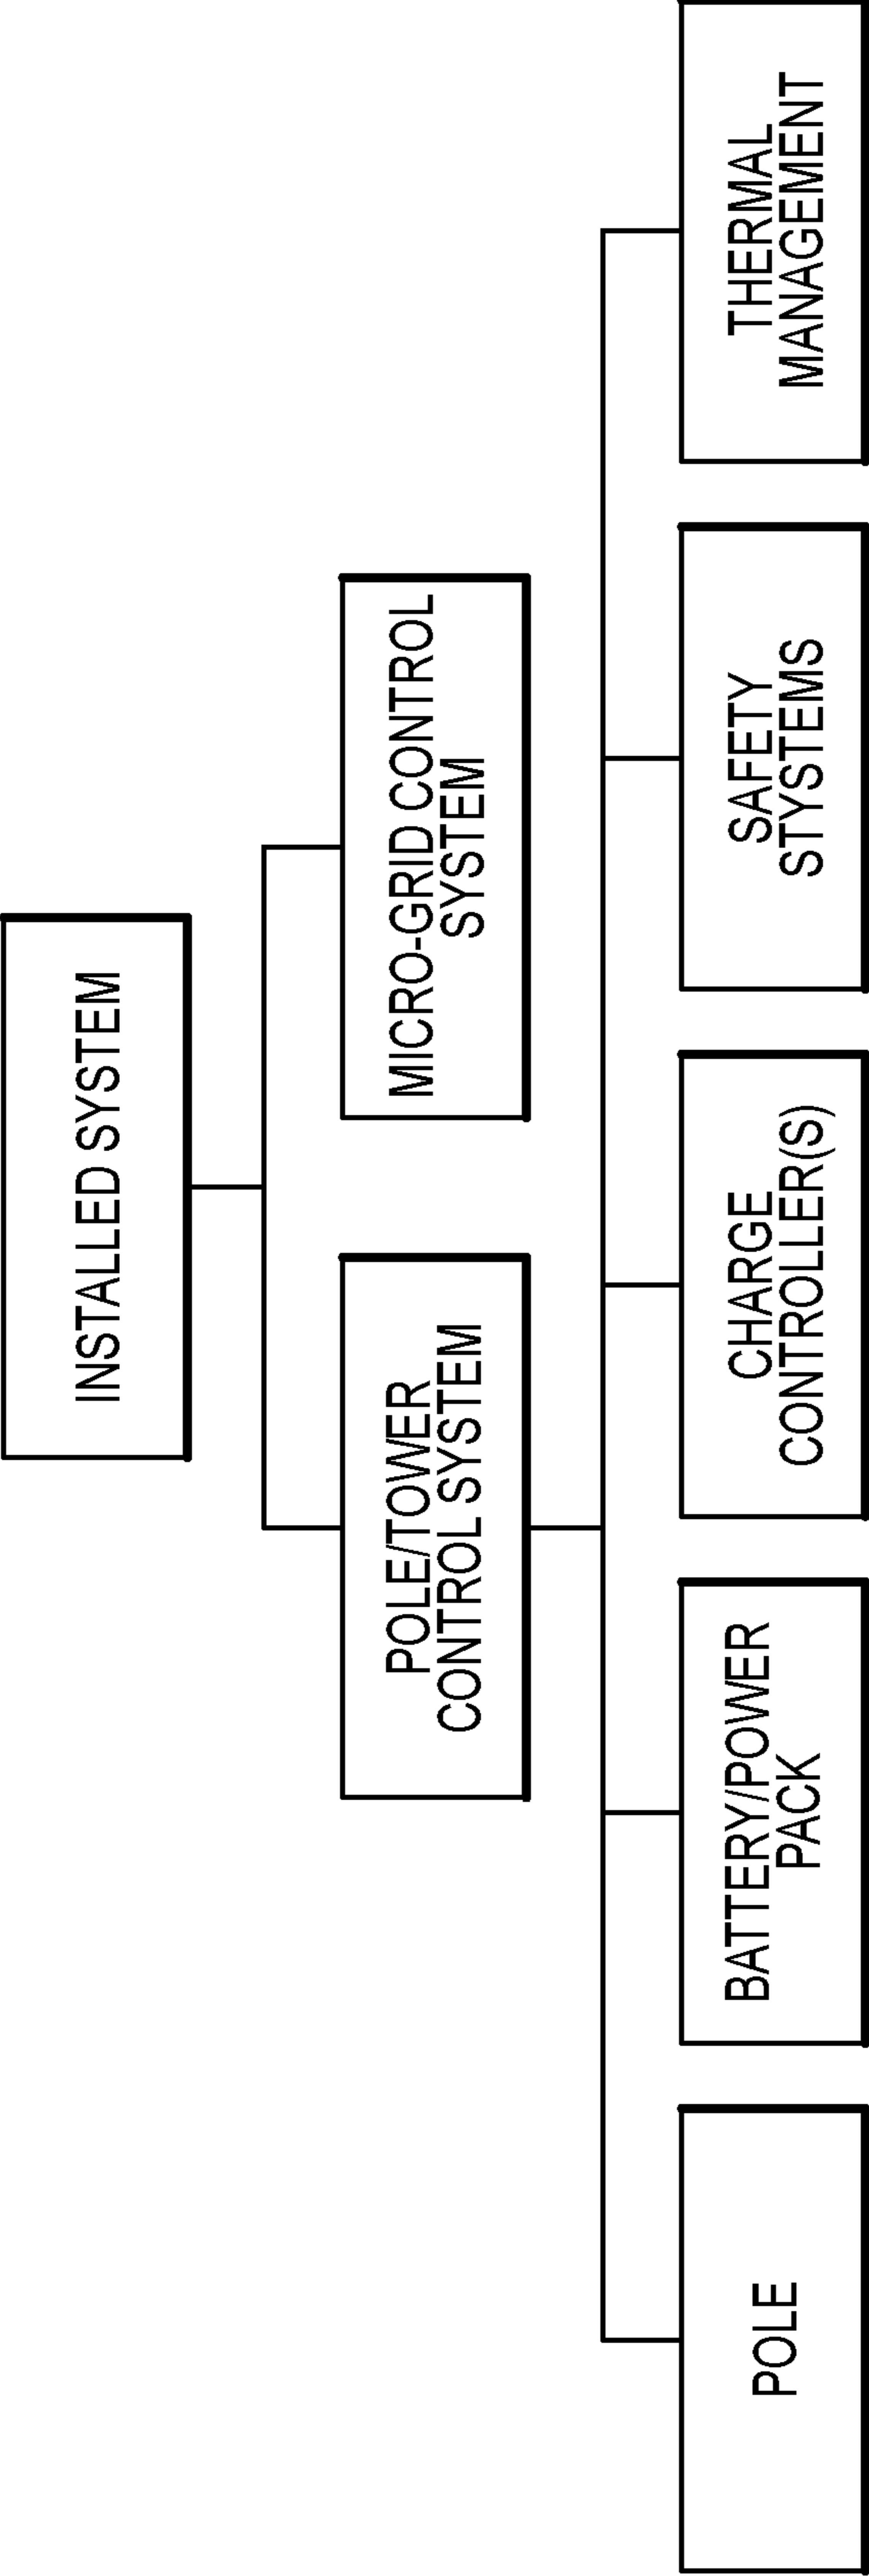 INSTALLED SYSTEM
POLE/TOWER
CONTROL SYSTEM
MICRO-GRID CONTROL
SYSTEM
POLE
BATTERY/POWER
PACK
CHARGE
CONTROLLER(S)
SAFETY
STYSTEMS
THERMAL
MANAGEMENT